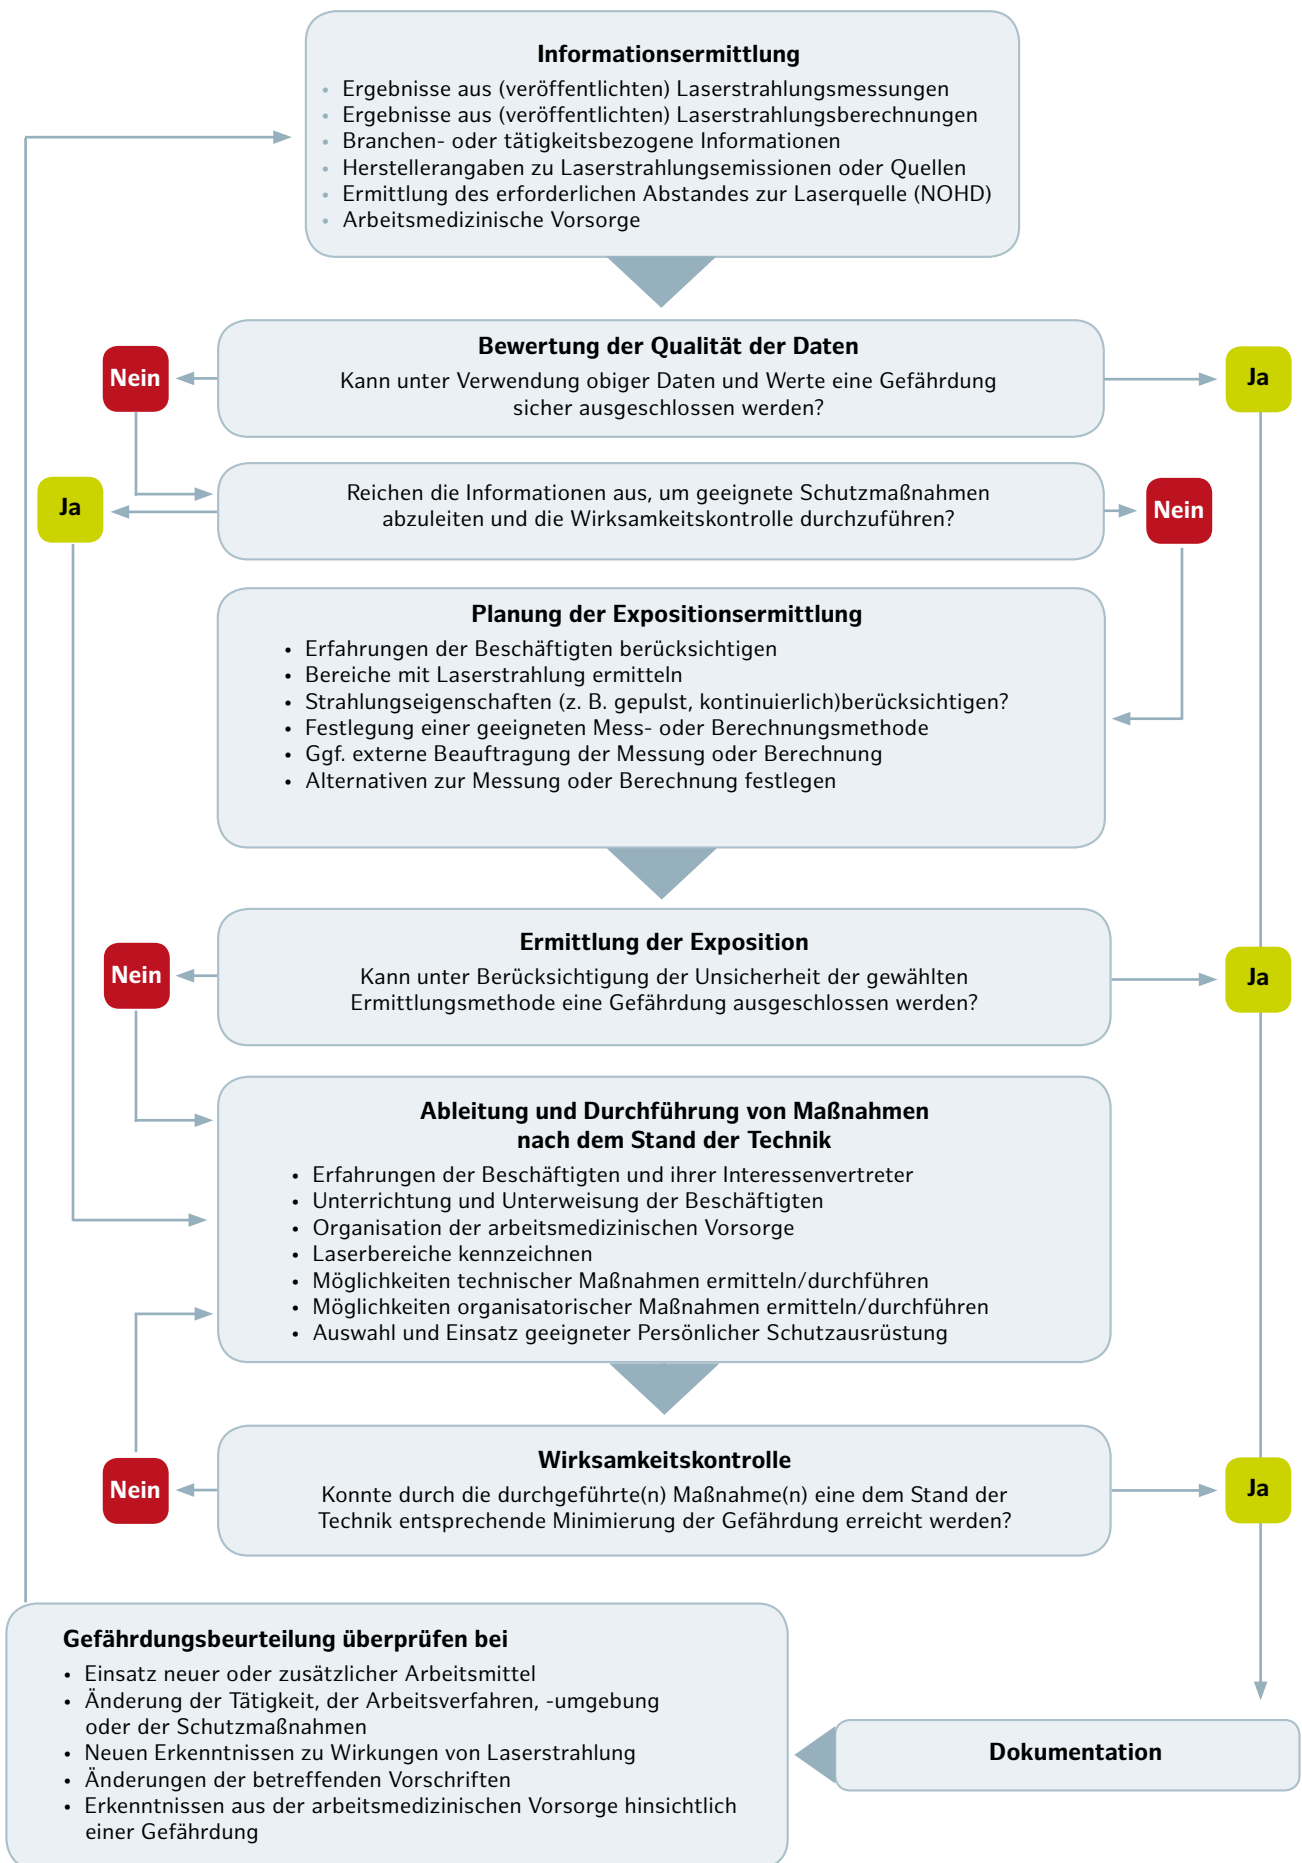 Informationsermittlung
• Ergebnisse aus (veröffentlichten) Laserstrahlungsmessungen
• Ergebnisse aus (veröffentlichten) Laserstrahlungsberechnungen
• Branchen- oder tätigkeitsbezogene Informationen
• Herstellerangaben zu Laserstrahlungsemissionen oder Quellen
• Ermittlung des erforderlichen Abstandes zur Laserquelle (NOHD)
• Arbeitsmedizinische Vorsorge
Bewertung der Qualität der Daten
Kann unter Verwendung obiger Daten und Werte eine Gefährdung
sicher ausgeschlossen werden?
Nein
Ja
Reichen die Informationen aus, um geeignete Schutzmaßnahmen
abzuleiten und die Wirksamkeitskontrolle durchzuführen?
Ja
Nein
Planung der Expositionsermittlung
• Erfahrungen der Beschäftigten berücksichtigen
• Bereiche mit Laserstrahlung ermitteln
• Strahlungseigenschaften (z. B. gepulst, kontinuierlich)berücksichtigen?
• Festlegung einer geeigneten Mess- oder Berechnungsmethode
• Ggf. externe Beauftragung der Messung oder Berechnung
• Alternativen zur Messung oder Berechnung festlegen
Ermittlung der Exposition
Kann unter Berücksichtigung der Unsicherheit der gewählten
Ermittlungsmethode eine Gefährdung ausgeschlossen werden?
Nein
Ja
Ableitung und Durchführung von Maßnahmen
nach dem Stand der Technik
• Erfahrungen der Beschäftigten und ihrer Interessenvertreter
• Unterrichtung und Unterweisung der Beschäftigten
• Organisation der arbeitsmedizinischen Vorsorge
• Laserbereiche kennzeichnen
• Möglichkeiten technischer Maßnahmen ermitteln/durchführen
• Möglichkeiten organisatorischer Maßnahmen ermitteln/durchführen
• Auswahl und Einsatz geeigneter Persönlicher Schutzausrüstung
Wirksamkeitskontrolle
Konnte durch die durchgeführte(n) Maßnahme(n) eine dem Stand der
Technik entsprechende Minimierung der Gefährdung erreicht werden?
Nein
Ja
Gefährdungsbeurteilung überprüfen bei
• Einsatz neuer oder zusätzlicher Arbeitsmittel
• Änderung der Tätigkeit, der Arbeitsverfahren, -umgebung
oder der Schutzmaßnahmen
• Neuen Erkenntnissen zu Wirkungen von Laserstrahlung
• Änderungen der betreffenden Vorschriften
• Erkenntnissen aus der arbeitsmedizinischen Vorsorge hinsichtlich
einer Gefährdung
Dokumentation